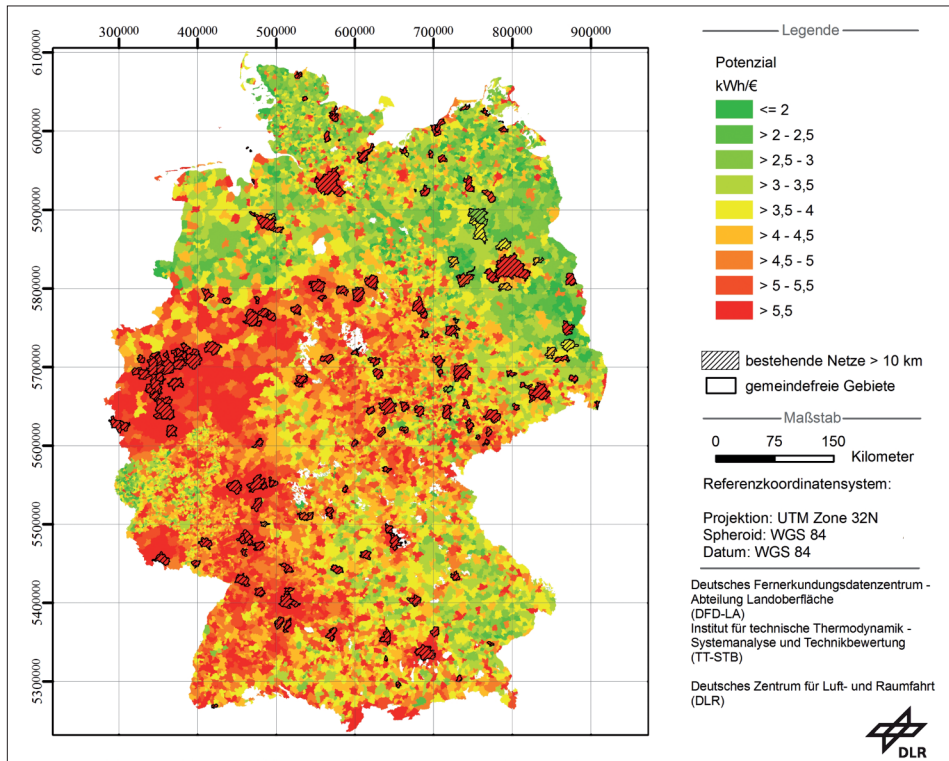 300000 400000 500000 600000 700000 800000 900000
6100000
6000000
5900000
5800000
5700000
5600000
5500000
5400000
5300000
Legende
Potenzial
kWh/€
<= 2
> 2 - 2,5
> 2,5 - 3
> 3 - 3,5
> 3,5 - 4
> 4 - 4,5
> 4,5 - 5
> 5 - 5,5
> 5,5
bestehende Netze > 10 km
gemeindefreie Gebiete
Maßstab
0 75 150
Kilometer
Referenzkoordinatensystem:
Projektion: UTM Zone 32N
Spheroid: WGS 84
Datum: WGS 84
Deutsches Fernerkundungsdatenzentrum -
Abteilung Landoberfläche
(DFD-LA)
Institut für technische Thermodynamik -
Systemanalyse und Technikbewertung
(TT-STB)
Deutsches Zentrum für Luft- und Raumfahrt
(DLR)
DLR